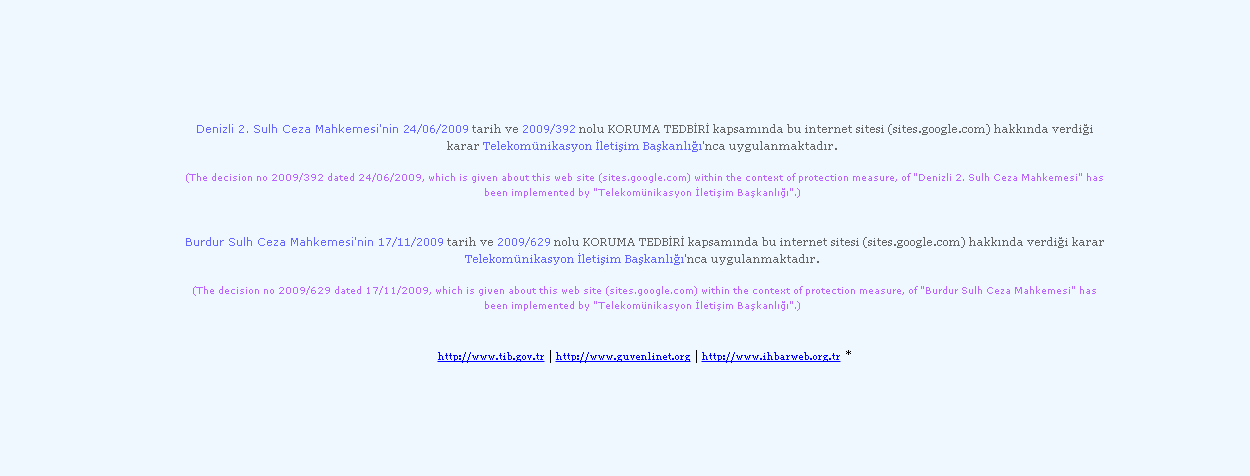 Denizli 2. Sulh Ceza Mahkemesi'nin 24/06/2009 tarih ve 2009/392 nolu KORUMA TEDBİRİ kapsamında bu internet sitesi (sites.google.com) hakkında verdiği
karar Telekomünikasyon İletişim Başkanlığı'nca uygulanmaktadır.
(The decision no 2009/392 dated 24/06/2009, which is given about this web site (sites.google.com) within the context of protection measure, of "Denizli 2. Sulh Ceza Mahkemesi" has
been implemented by "Telekomünikasyon İletişim Başkanlığı".)
Burdur Sulh Ceza Mahkemesi'nin 17/11/2009 tarih ve 2009/629 nolu KORUMA TEDBİRİ kapsamında bu internet sitesi (sites.google.com) hakkında verdiği karar
Telekomünikasyon İletişim Başkanlığı'nca uygulanmaktadır.
(The decision no 2009/629 dated 17/11/2009, which is given about this web site (sites.google.com) within the context of protection measure, of "Burdur Sulh Ceza Mahkemesi" has
been implemented by "Telekomünikasyon İletişim Başkanlığı".)
http://www.tib.gov.tr | http://www.guvenlinet.org | http://www.ihbarweb.org.tr *